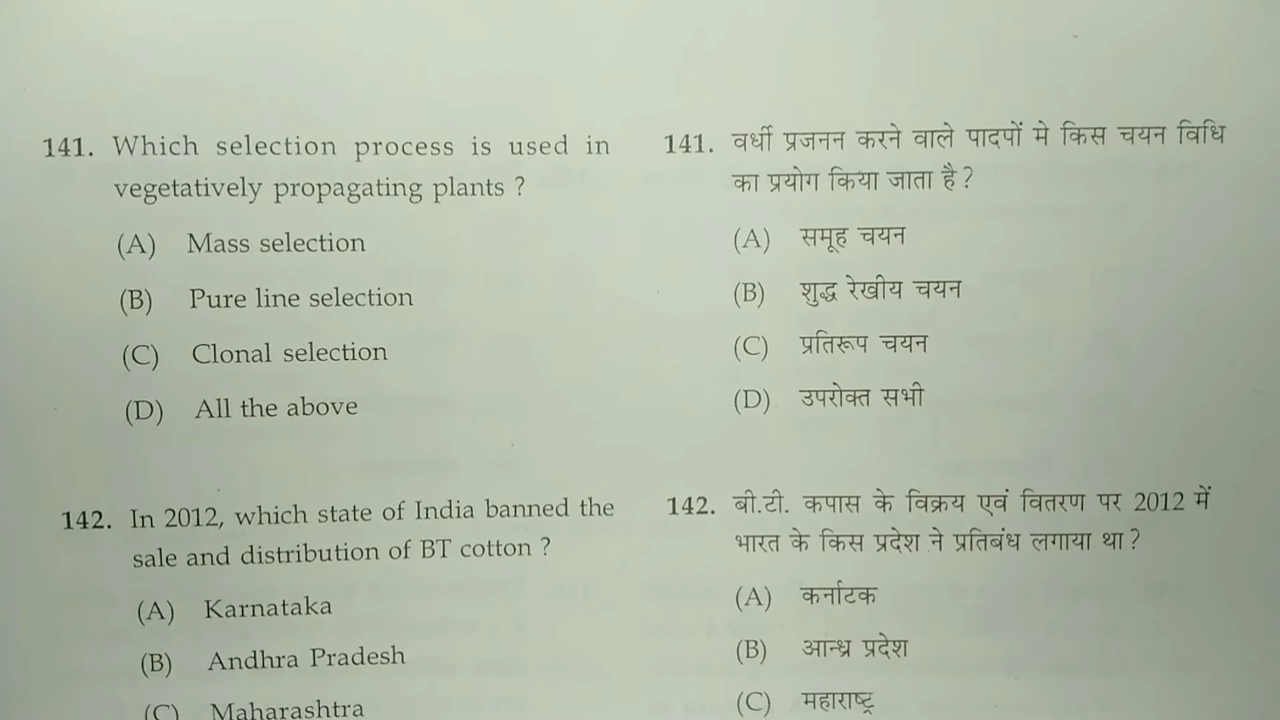 141. Which selection process is used in
vegetatively propagating plants ?
(A) Mass selection
(B) Pure line selection
(C) Clonal selection
(D) All the above
142. In 2012, which state of India banned the
sale and distribution of BT cotton ?
(A) Karnataka
(B) Andhra Pradesh
(C) Maharashtra
141. वर्धी प्रजनन करने वाले पादपों मे किस चयन विधि
का प्रयोग किया जाता है ?
(A) समूह चयन
(B) शुद्ध रेखीय चयन
(C) प्रतिरूप चयन
(D) उपरोक्त सभी
142. बी.टी. कपास के विक्रय एवं वितरण पर 2012 में
भारत के किस प्रदेश ने प्रतिबंध लगाया था ?
(A) कर्नाटक
(B) आन्ध्र प्रदेश
(C) महाराष्ट्र